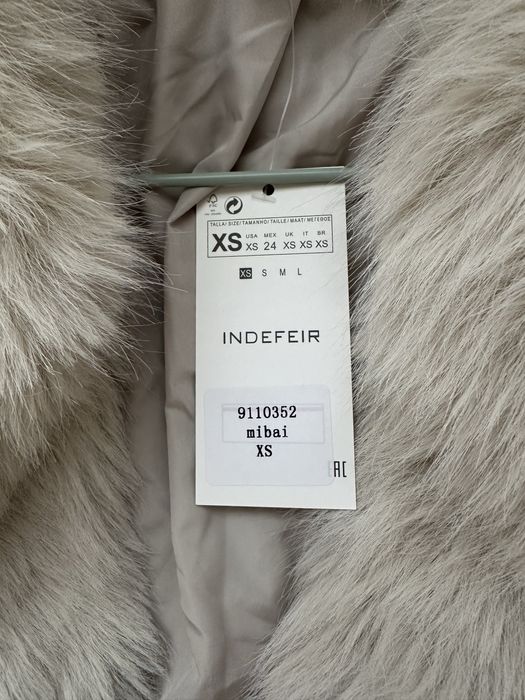 FSC
TALLA/ SIZE/ TAMANHO/ TAILLE/ MAAT/ ΜΕΓΕΘΟΣ
XS USA MEX UK IT BR
XS 24 XS XS XS
XS S M L
INDEFEIR
9110352
mibai
XS
EAC